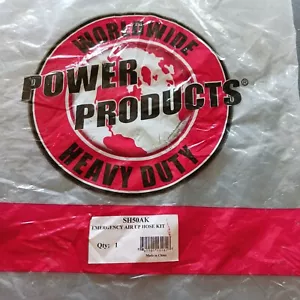 WORLDWIDE
POWER
PRODUCTS®
HEAVY DUTY
SH50AK
EMERGENCY AIR UP HOSE KIT
Qty: 1
Made in China